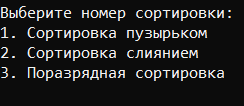 Выберите номер сортировки:
1. Сортировка пузырьком
2. Сортировка слиянием
3. Поразрядная сортировка